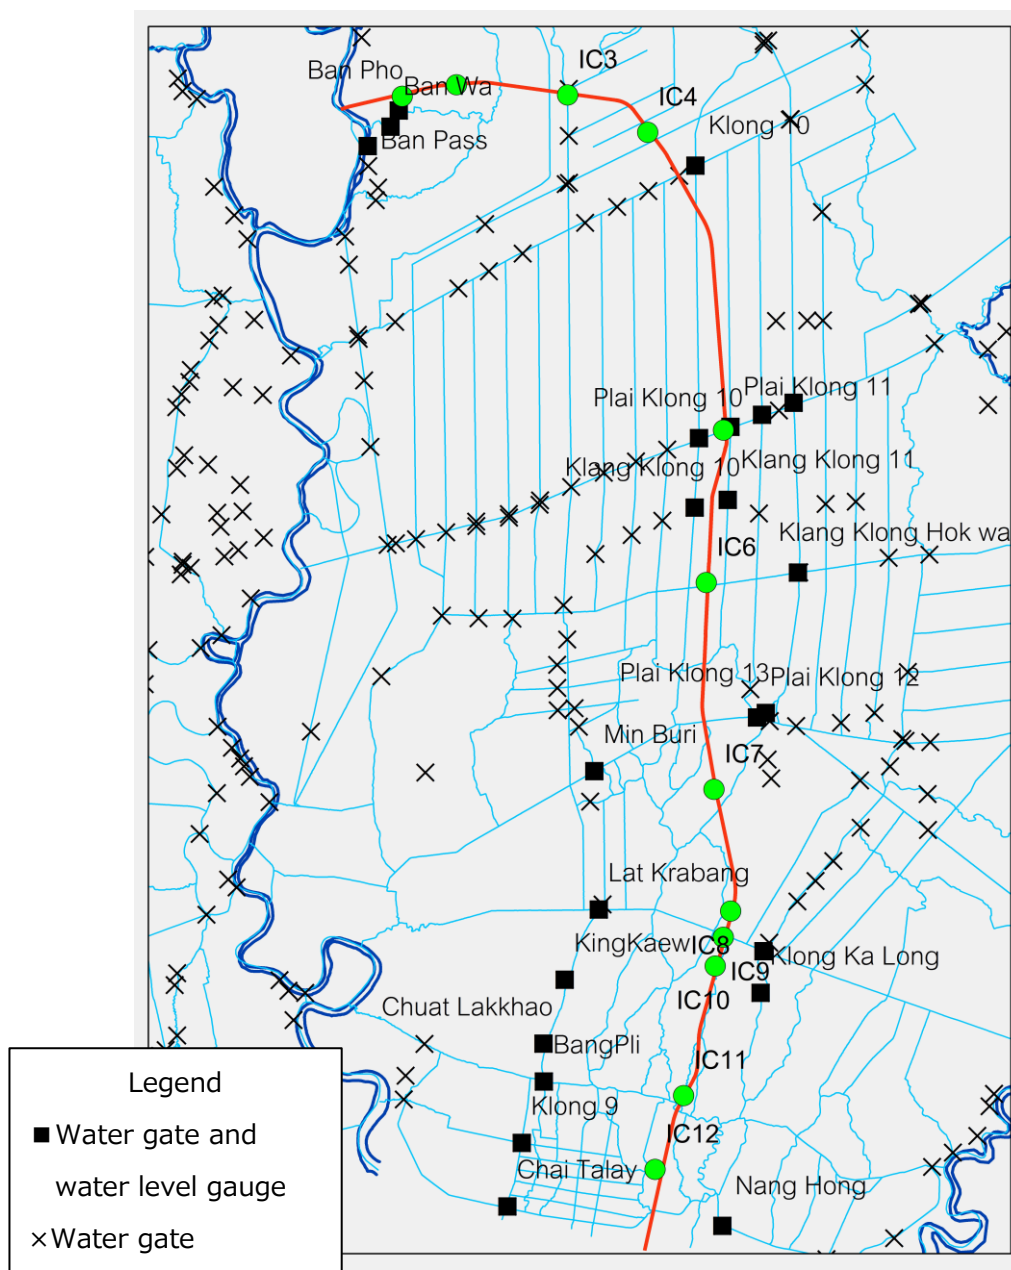 IC3
Ban Pho
Ban Wa
IC4
Klong 10
Ban Pass
Plai Klong 11
Plai Klong 10
Klang Klong 10
Klang Klong 11
Klang Klong Hok wa
IC6
Plai Klong 13
Plai Klong 12
Min Buri
IC7
Lat Krabang
KingKaew
IC8
Klong Ka Long
IC9
IC10
Chuat Lakkhao
BangPli
IC11
Klong 9
IC12
Chai Talay
Nang Hong
Legend
Water gate and
water level gauge
Water gate